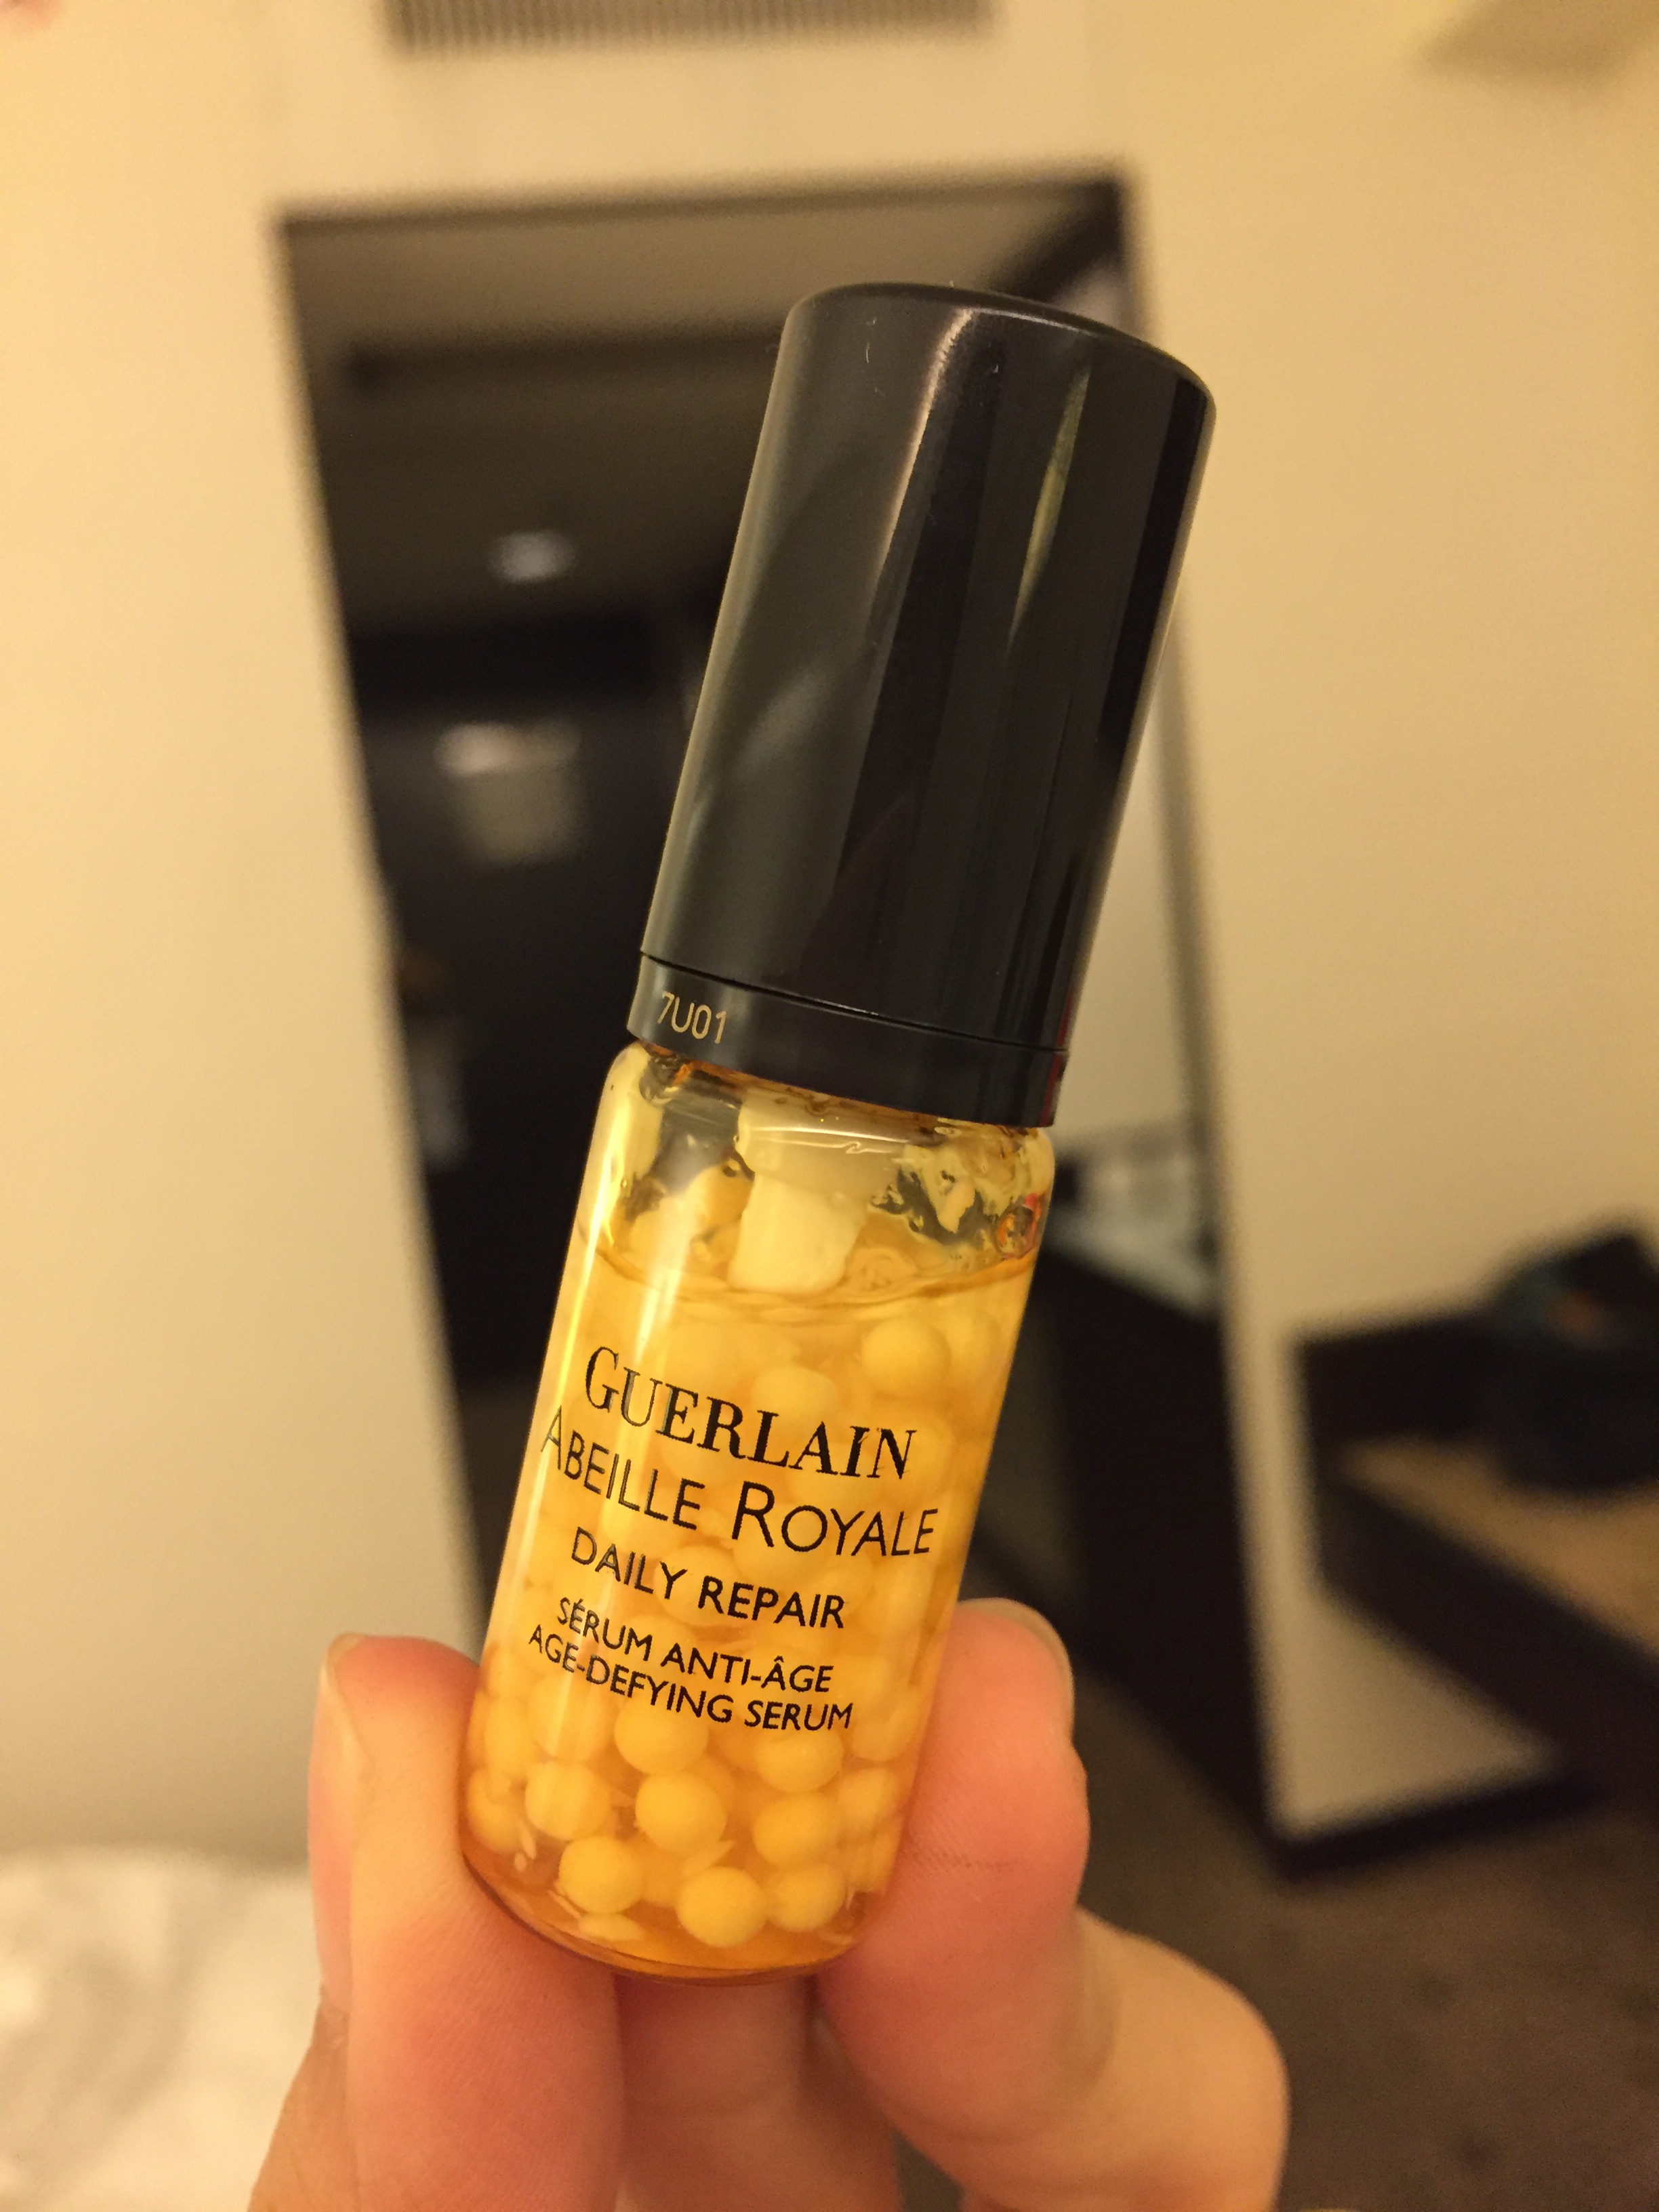 7U01
GUERLAIN
ABEILLE ROYALE
DAILY REPAIR
SÉRUM ANTI-ÂGE
AGE-DEFYING SERUM